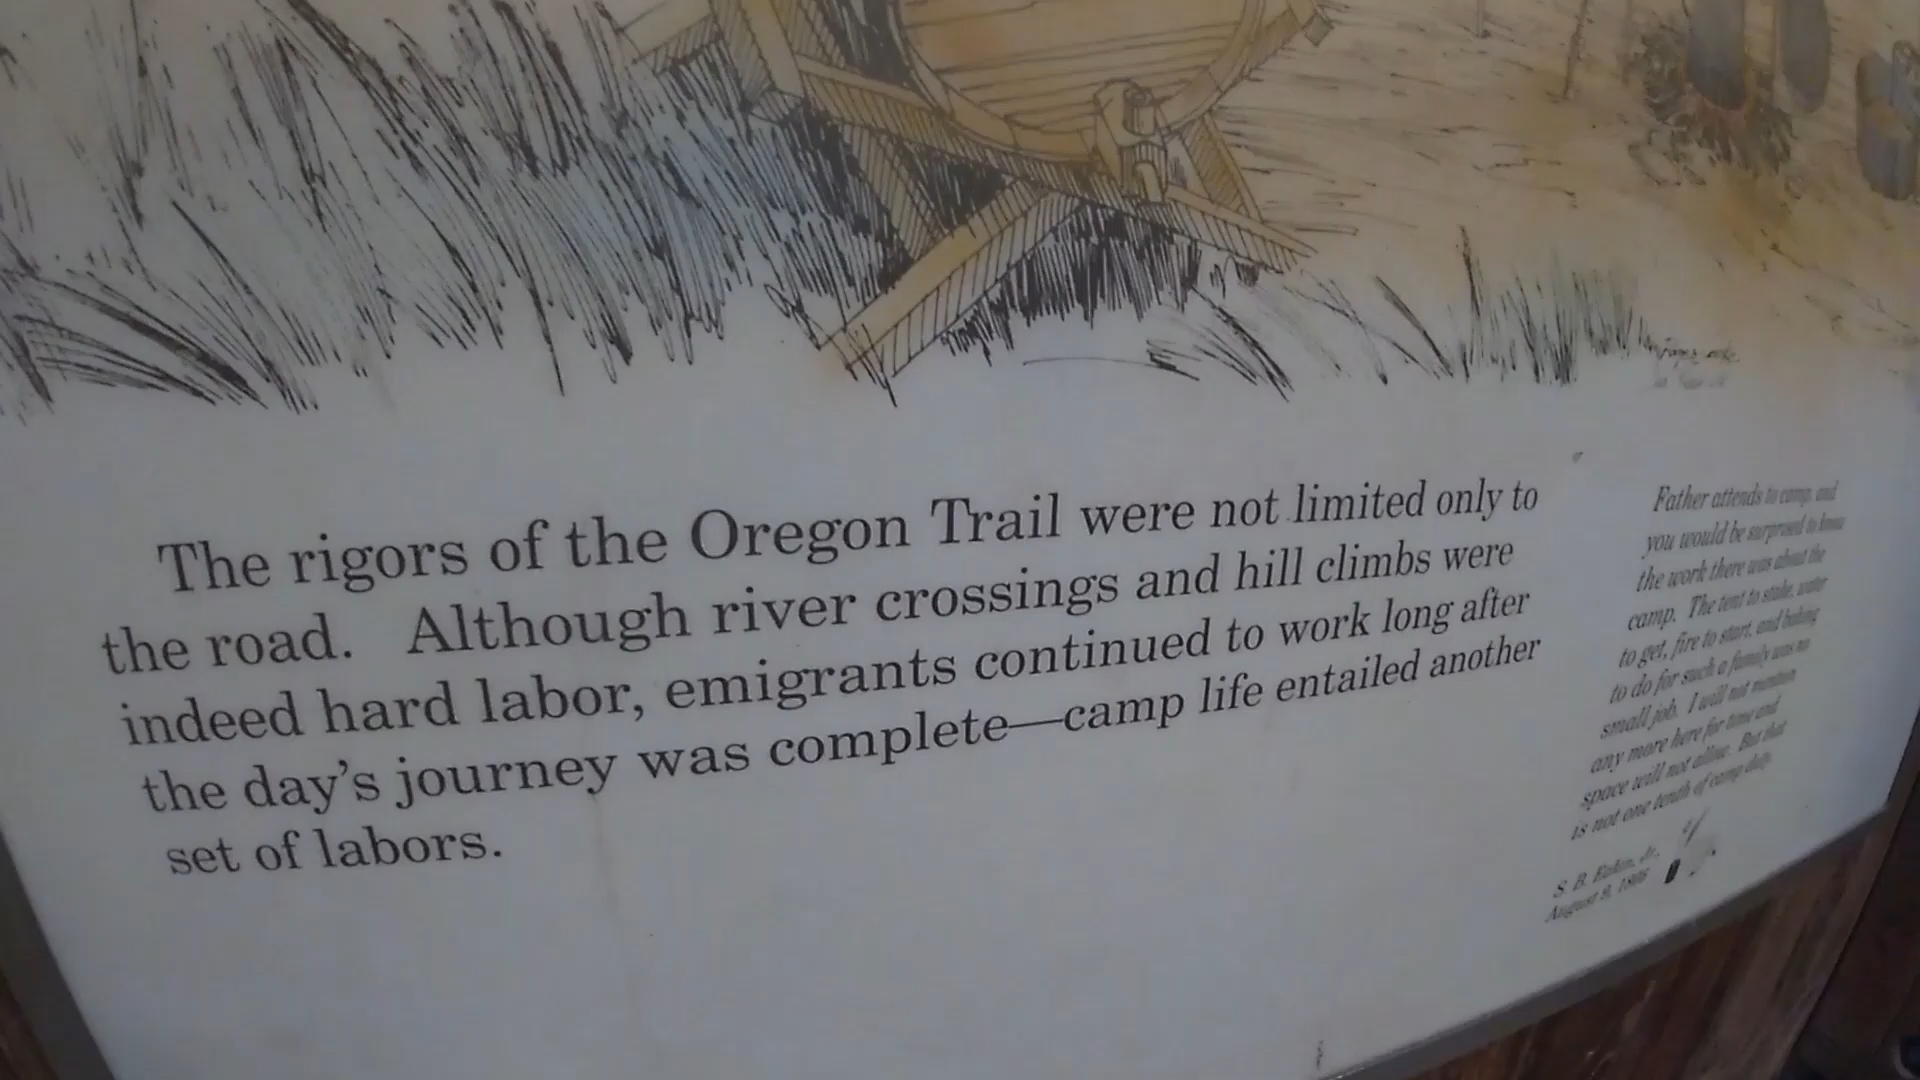 The rigors of the Oregon Trail were not limited only to
the road. Although river crossings and hill climbs were
indeed hard labor, emigrants continued to work long after
the day's journey was complete—camp life entailed another
set of labors.
Father attends to camp, and
you would be surprised to know
the work there was about the
camp. The tent to stake, water
to get, fire to start, and baking
to do for such a family was no
small job. I will not mention
any more here for time and
space will not allow. But that
is not one tenth of camp duty.
S. B. Eakin, Jr.
August 9, 1866